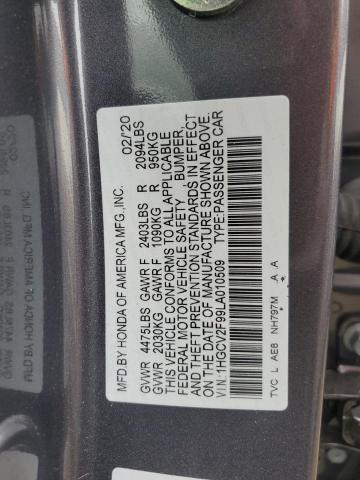 MFD.BY HONDA OF AMERICA MFG.,INC. 02/20
GVWR 4475LBS GAWR F 2403LBS R 2094LBS
GVWR 2030KG GAWR F 1090KG R 950KG
THIS VEHICLE CONFORMS TO ALL APPLICABLE
FEDERAL MOTOR VEHICLE SAFETY BUMPER,
AND THEFT PREVENTION STANDARDS IN EFFECT
ON THE DATE OF MANUFACTURE SHOWN ABOVE.
V.I.N:1HGCV2F99LA010509 TYPE:PASSENGER CAR
TVC L AE8 NH797M A A